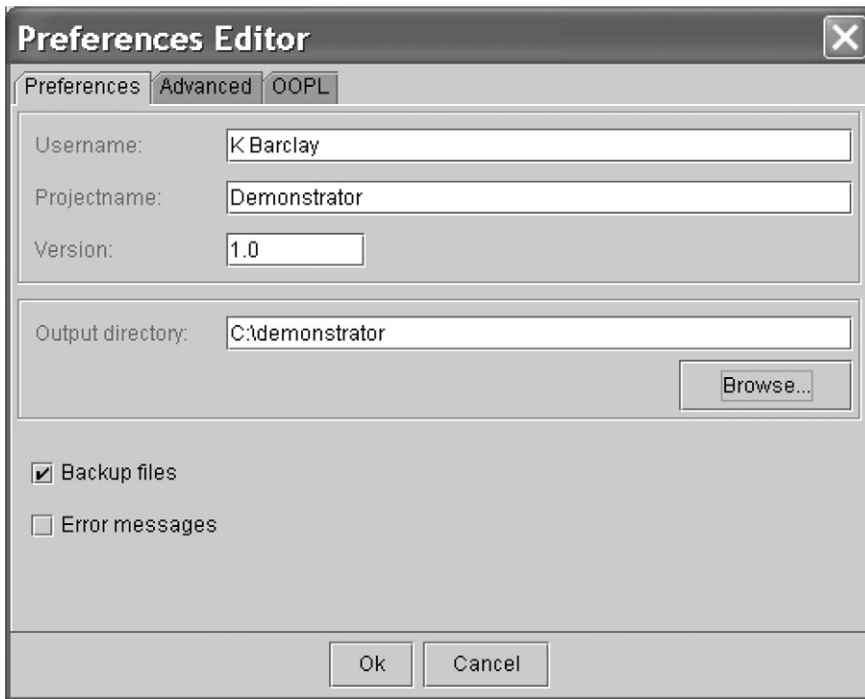 Preferences Editor
Preferences Advanced OOPL
Username: K Barclay
Projectname: Demonstrator
Version: 1.0
Output directory: C:\demonstrator
Browse...
Backup files
Error messages
Ok Cancel